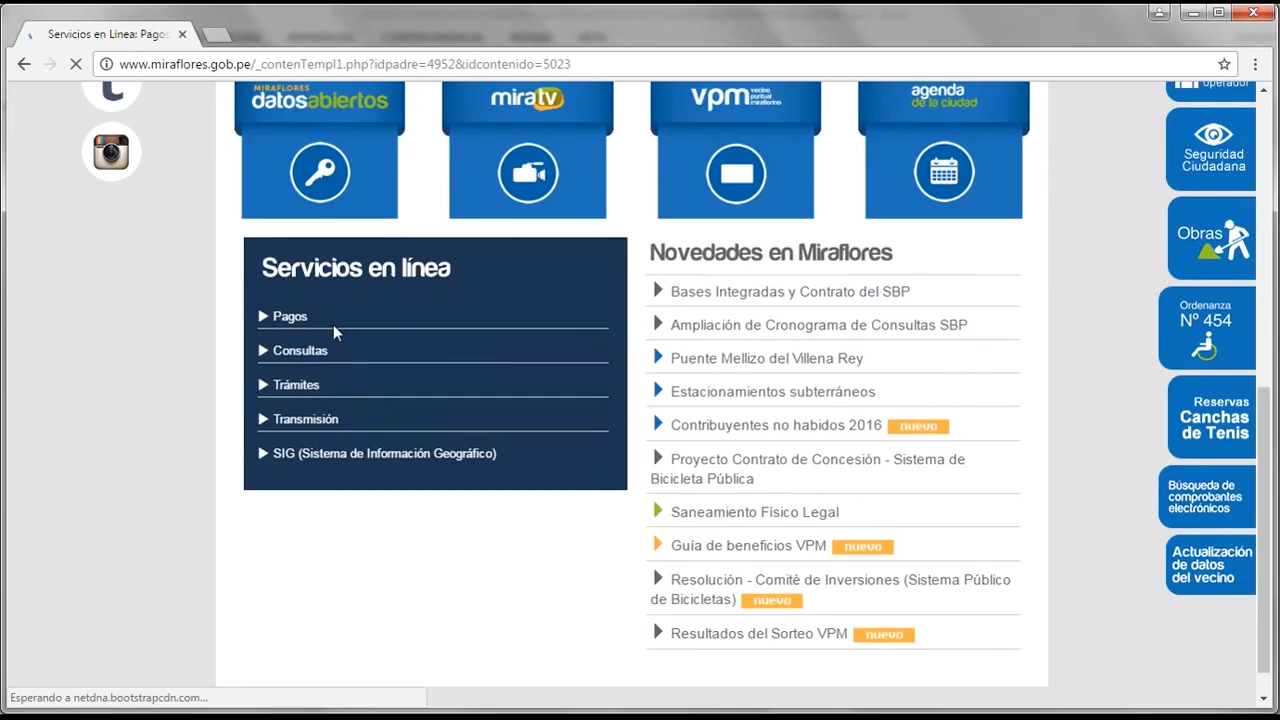 Servicios en Línea: Pagos
www.miraflores.gob.pe/_contenTempl1.php?idpadre=4952&idcontenido=5023
MIRAFLORES
datosabiertos
miratv
vpm vecino puntual miraflorino
agenda
de la ciudad
operador
Seguridad
Ciudadana
Obras
Ordenanza
Nº 454
Reservas
Canchas
de Tenis
Búsqueda de
comprobantes
electrónicos
Actualización
de datos
del vecino
Servicios en línea
Pagos
Consultas
Trámites
Transmisión
SIG (Sistema de Información Geográfico)
Novedades en Miraflores
Bases Integradas y Contrato del SBP
Ampliación de Cronograma de Consultas SBP
Puente Mellizo del Villena Rey
Estacionamientos subterráneos
Contribuyentes no habidos 2016 nuevo
Proyecto Contrato de Concesión - Sistema de
Bicicleta Pública
Saneamiento Físico Legal
Guía de beneficios VPM nuevo
Resolución - Comité de Inversiones (Sistema Público
de Bicicletas) nuevo
Resultados del Sorteo VPM nuevo
Esperando a netdna.bootstrapcdn.com...